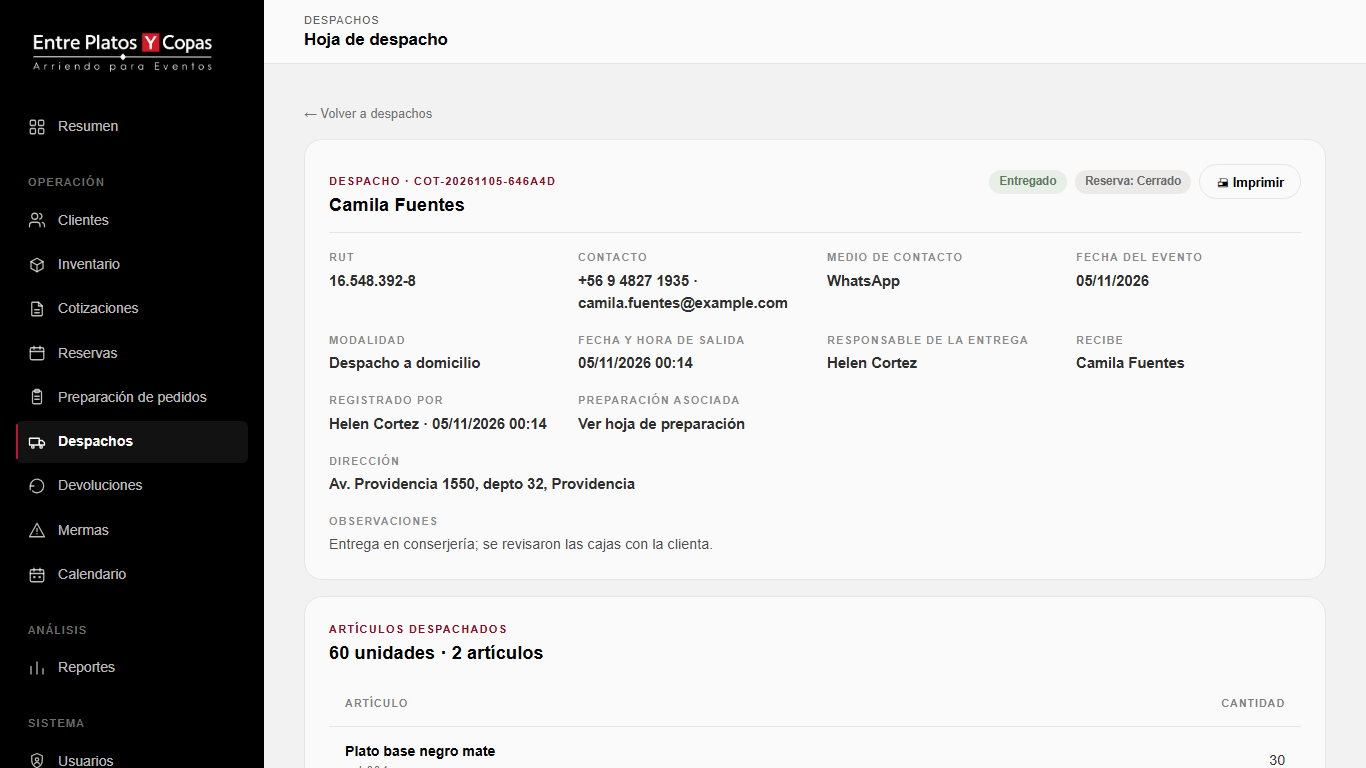 Entre Platos Y Copas
Arriendo para Eventos
Resumen
OPERACIÓN
Clientes
Inventario
Cotizaciones
Reservas
Preparación de pedidos
Despachos
Devoluciones
Mermas
Calendario
ANÁLISIS
Reportes
SISTEMA
Usuarios
DESPACHOS
Hoja de despacho
← Volver a despachos
DESPACHO · COT-20261105-646A4D
Camila Fuentes
Entregado
Reserva: Cerrado
Imprimir
RUT
16.548.392-8
CONTACTO
+56 9 4827 1935 ·
camila.fuentes@example.com
MEDIO DE CONTACTO
WhatsApp
FECHA DEL EVENTO
05/11/2026
MODALIDAD
Despacho a domicilio
FECHA Y HORA DE SALIDA
05/11/2026 00:14
RESPONSABLE DE LA ENTREGA
Helen Cortez
RECIBE
Camila Fuentes
REGISTRADO POR
Helen Cortez · 05/11/2026 00:14
PREPARACIÓN ASOCIADA
Ver hoja de preparación
DIRECCIÓN
Av. Providencia 1550, depto 32, Providencia
OBSERVACIONES
Entrega en conserjería; se revisaron las cajas con la clienta.
ARTÍCULOS DESPACHADOS
60 unidades · 2 artículos
ARTÍCULO
CANTIDAD
Plato base negro mate
30